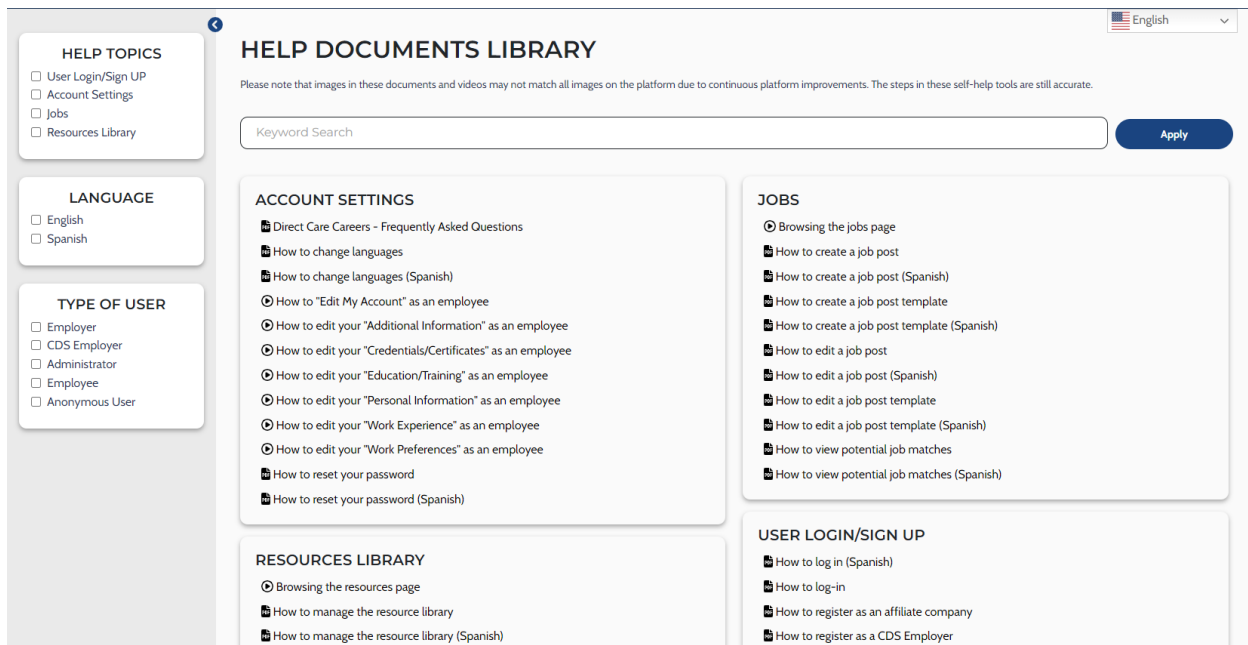 English
HELP TOPICS
User Login/Sign UP
Account Settings
Jobs
Resources Library
LANGUAGE
English
Spanish
TYPE OF USER
Employer
CDS Employer
Administrator
Employee
Anonymous User
HELP DOCUMENTS LIBRARY
Please note that images in these documents and videos may not match all images on the platform due to continuous platform improvements. The steps in these self-help tools are still accurate.
Keyword Search
Apply
ACCOUNT SETTINGS
Direct Care Careers - Frequently Asked Questions
How to change languages
How to change languages (Spanish)
How to "Edit My Account" as an employee
How to edit your "Additional Information" as an employee
How to edit your "Credentials/Certificates" as an employee
How to edit your "Education/Training" as an employee
How to edit your "Personal Information" as an employee
How to edit your "Work Experience" as an employee
How to edit your "Work Preferences" as an employee
How to reset your password
How to reset your password (Spanish)
RESOURCES LIBRARY
Browsing the resources page
How to manage the resource library
How to manage the resource library (Spanish)
JOBS
Browsing the jobs page
How to create a job post
How to create a job post (Spanish)
How to create a job post template
How to create a job post template (Spanish)
How to edit a job post
How to edit a job post (Spanish)
How to edit a job post template
How to edit a job post template (Spanish)
How to view potential job matches
How to view potential job matches (Spanish)
USER LOGIN/SIGN UP
How to log in (Spanish)
How to log-in
How to register as an affiliate company
How to register as a CDS Employer